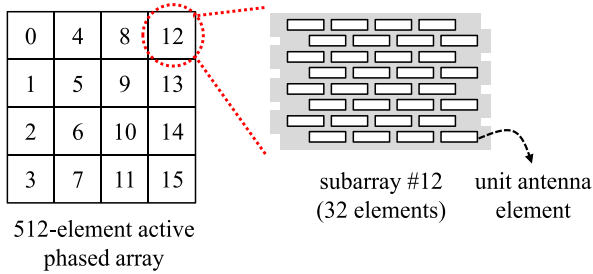 0 4 8 12
1 5 9 13
2 6 10 14
3 7 11 15
512-element active
phased array
subarray #12
(32 elements)
unit antenna
element